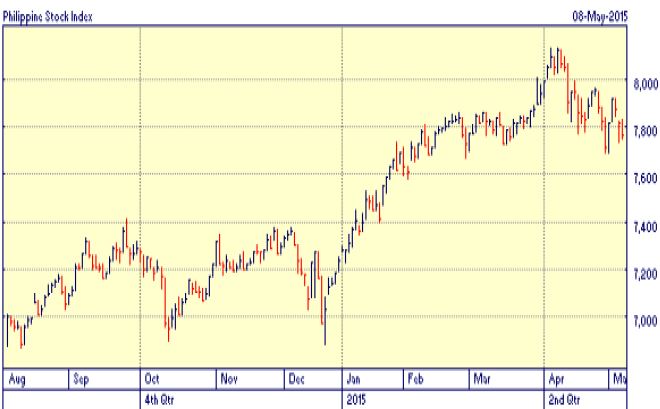 Philippine Stock Index 08-May-2015
8,000
7,800
7,600
7,400
7,200
7,000
Aug Sep Oct Nov Dec Jan Feb Mar Apr Ma
4th Qtr 2015 2nd Qtr